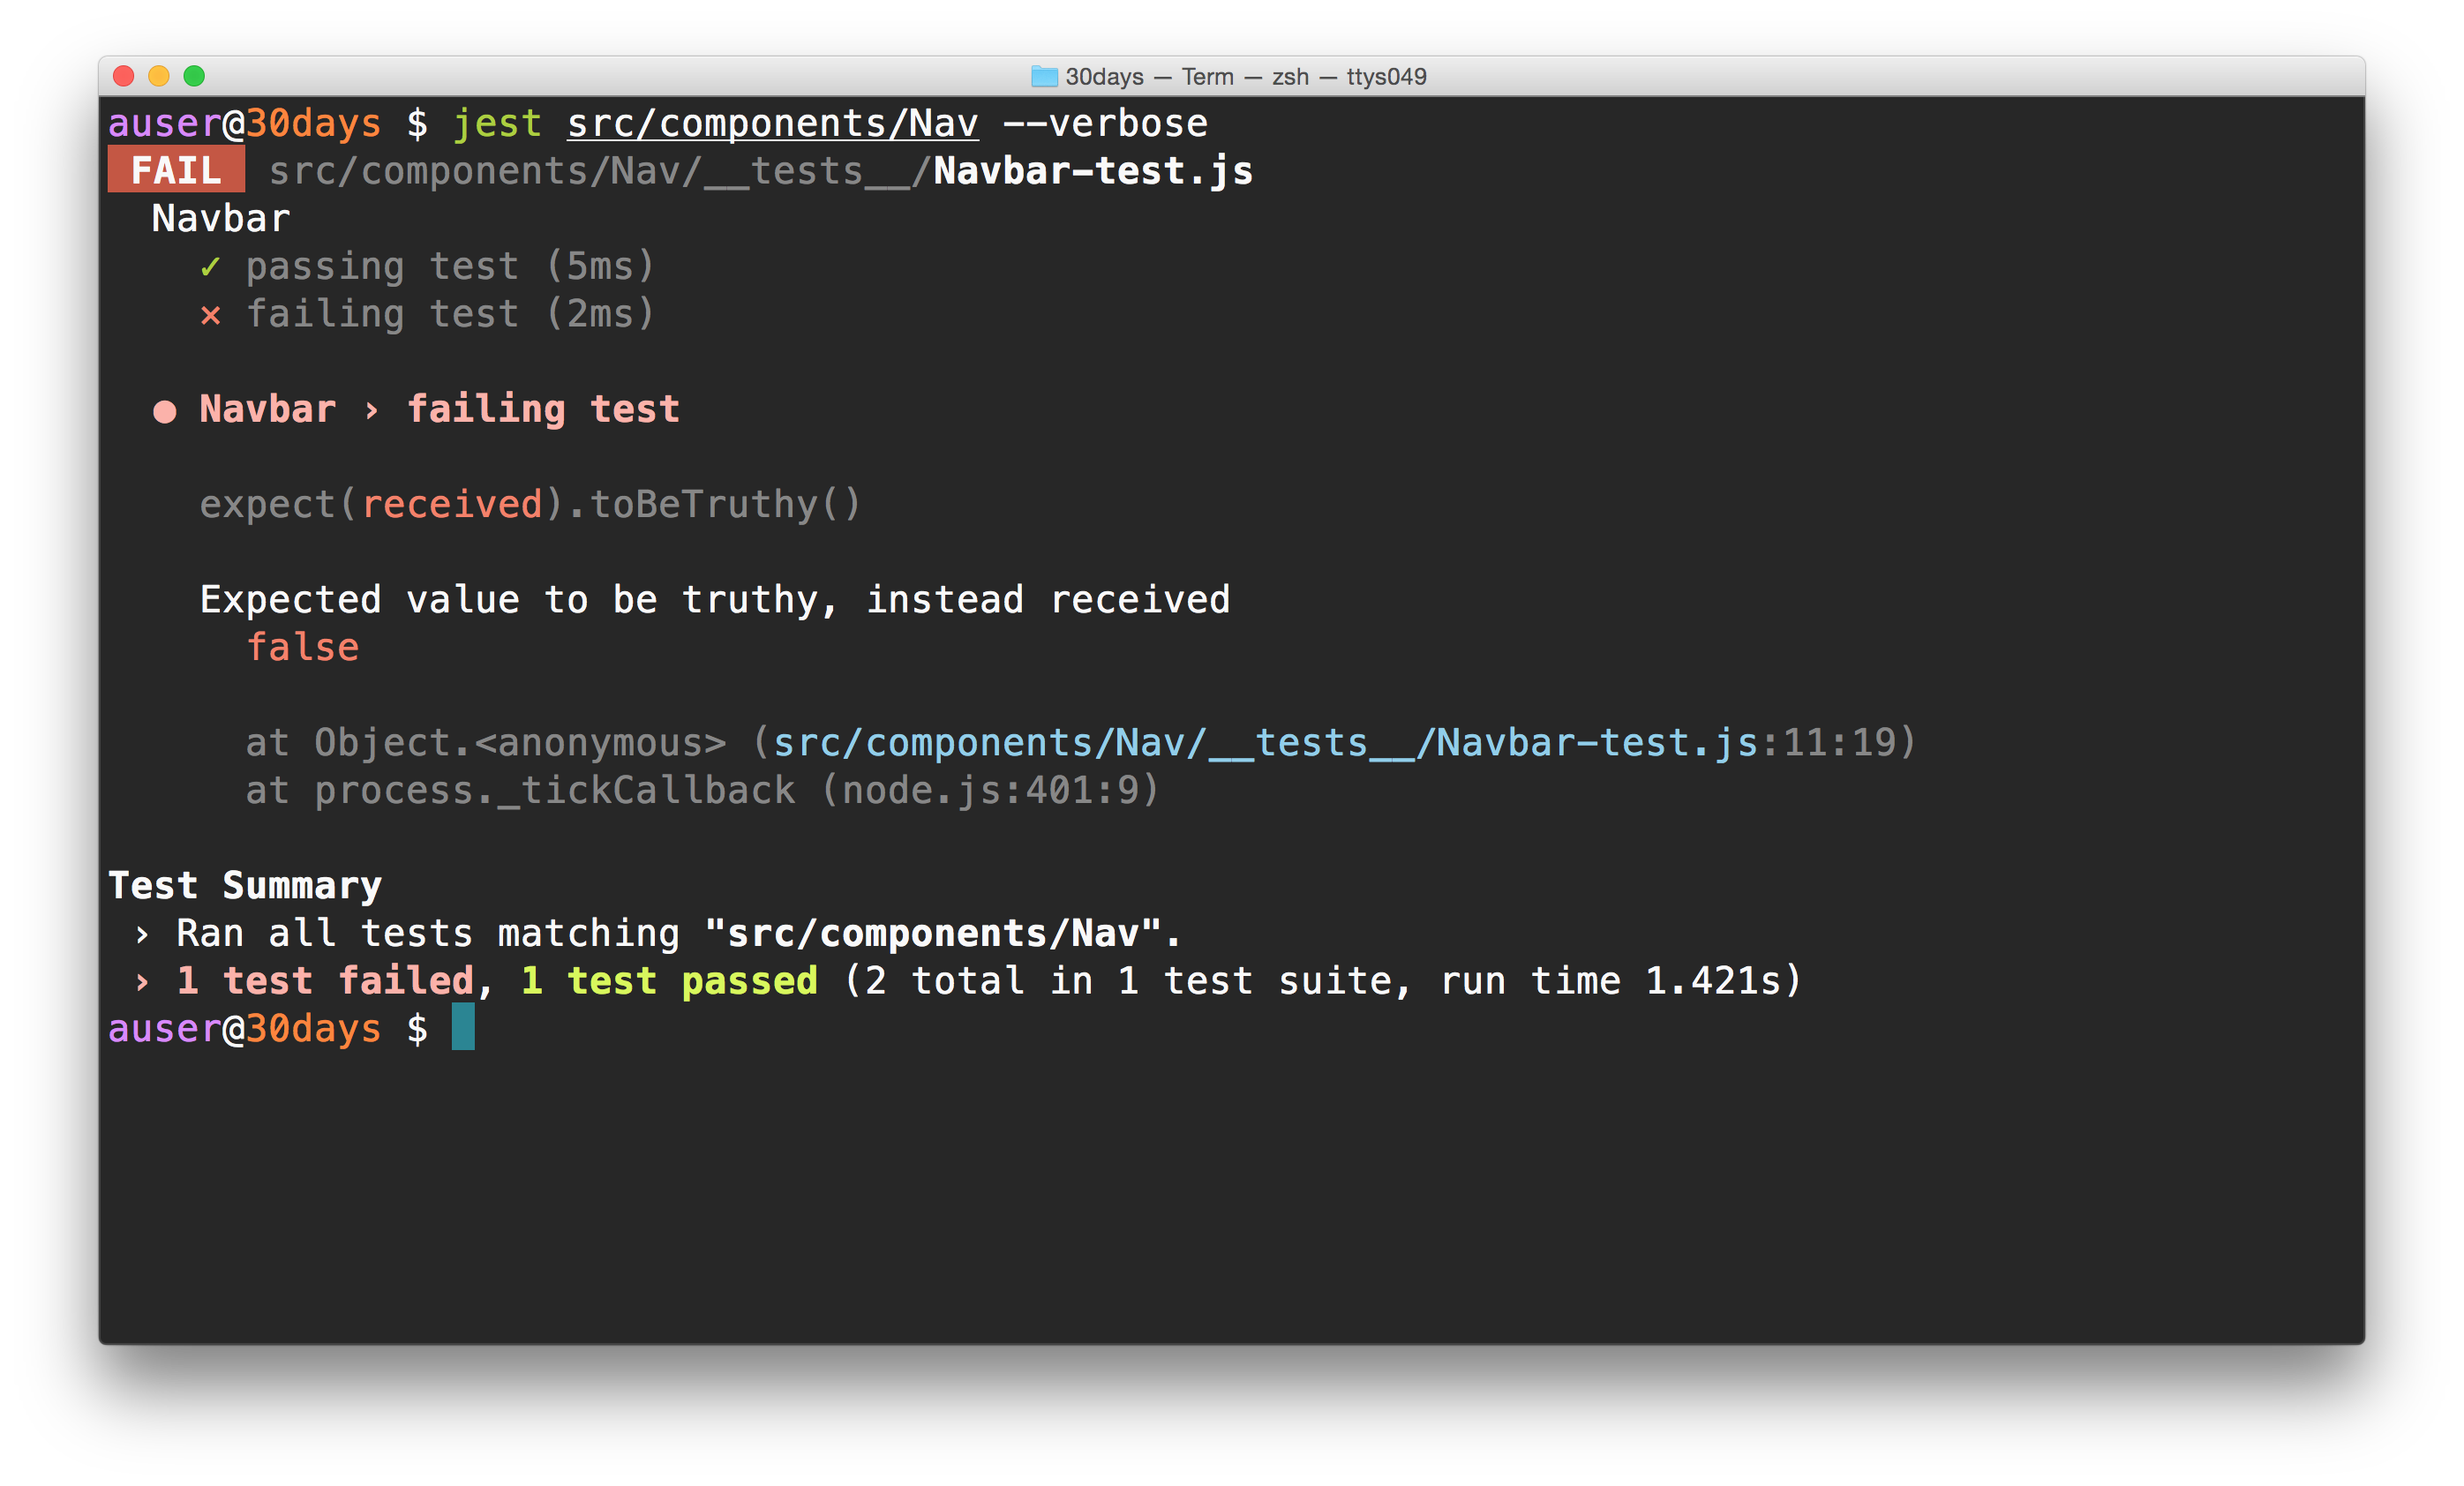 30days — Term — zsh — ttys049
auser@30days $ jest src/components/Nav --verbose
FAIL src/components/Nav/__tests__/Navbar-test.js
Navbar
✓ passing test (5ms)
✕ failing test (2ms)
● Navbar › failing test
expect(received).toBeTruthy()
Expected value to be truthy, instead received
false
at Object.<anonymous> (src/components/Nav/__tests__/Navbar-test.js:11:19)
at process._tickCallback (node.js:401:9)
Test Summary
› Ran all tests matching "src/components/Nav".
› 1 test failed, 1 test passed (2 total in 1 test suite, run time 1.421s)
auser@30days $